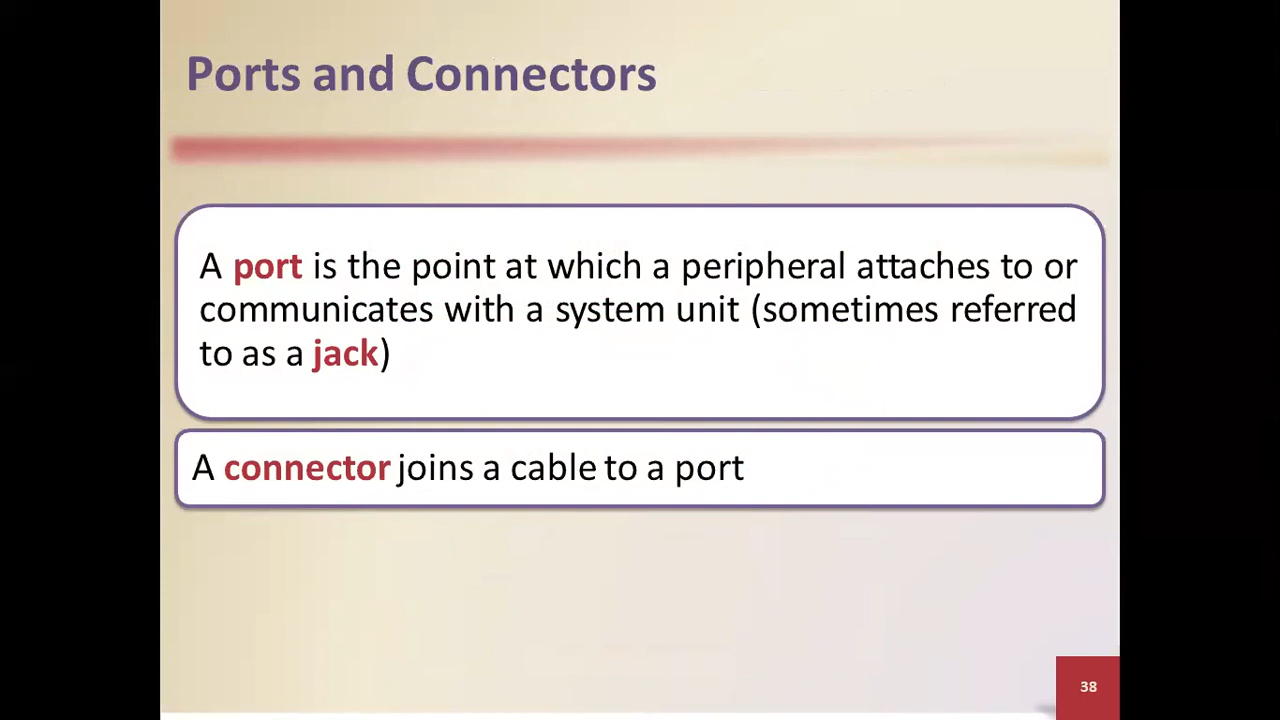 Ports and Connectors
A port is the point at which a peripheral attaches to or
communicates with a system unit (sometimes referred
to as a jack)
A connector joins a cable to a port
38